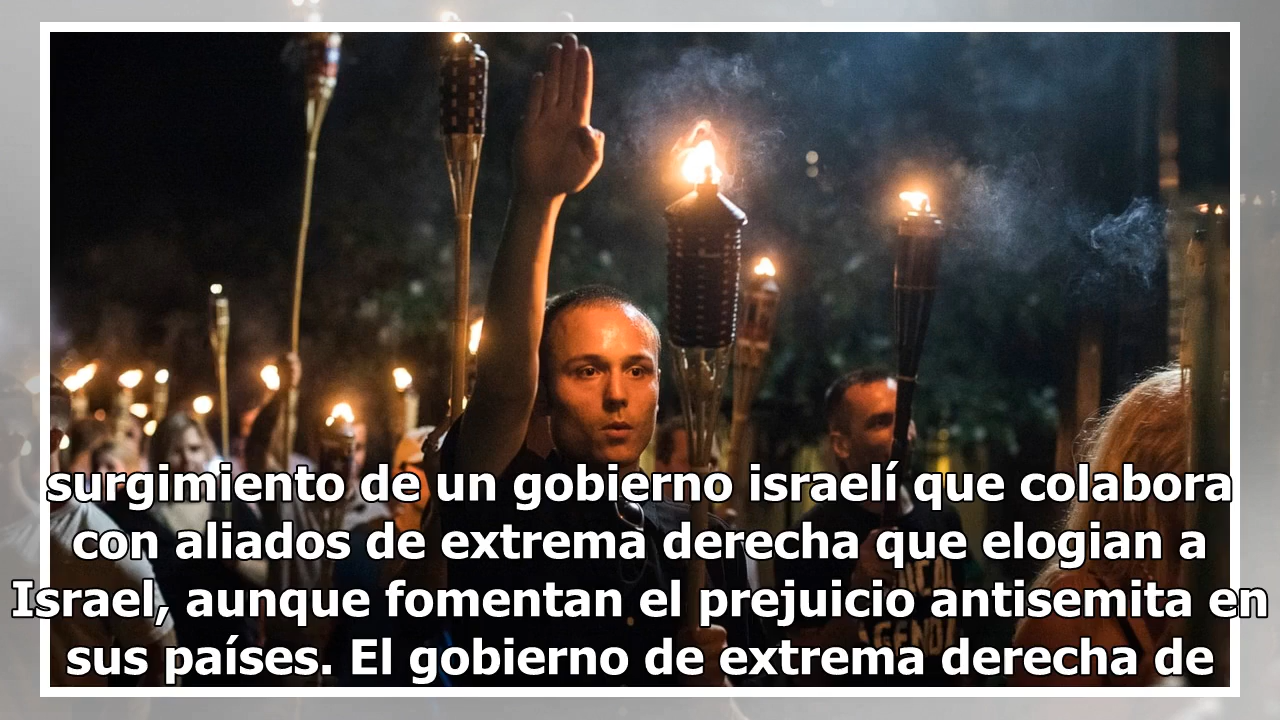 surgimiento de un gobierno israelí que colabora
con aliados de extrema derecha que elogian a
Israel, aunque fomentan el prejuicio antisemita en
sus países. El gobierno de extrema derecha de